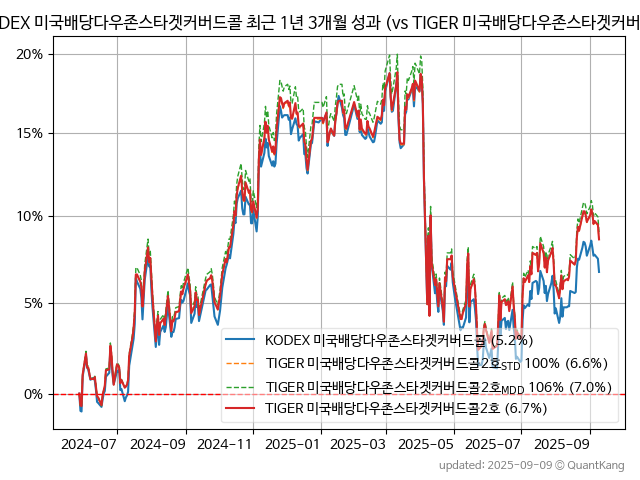 DEX 미국배당다우존스타겟커버드콜 최근 1년 3개월 성과 (vs TIGER 미국배당다우존스타겟커버
20%
15%
10%
5%
0%
KODEX 미국배당다우존스타겟커버드콜 (5.2%)
TIGER 미국배당다우존스타겟커버드콜2호STD 100% (6.6%)
TIGER 미국배당다우존스타겟커버드콜2호MDD 106% (7.0%)
TIGER 미국배당다우존스타겟커버드콜2호 (6.7%)
2024-07 2024-09 2024-11 2025-01 2025-03 2025-05 2025-07 2025-09
updated: 2025-09-09 © QuantKang